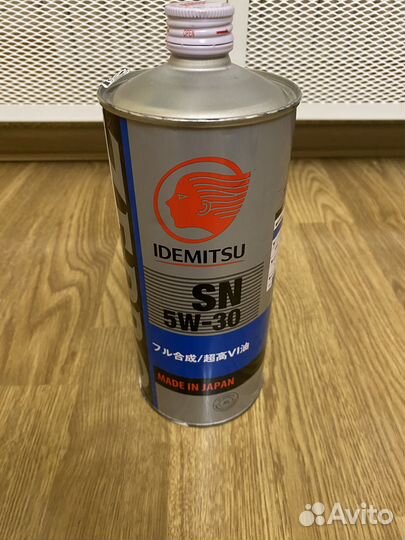 IDEMITSU
SN
5W-30
フル合成/超高VI油
MADE IN JAPAN
Avito